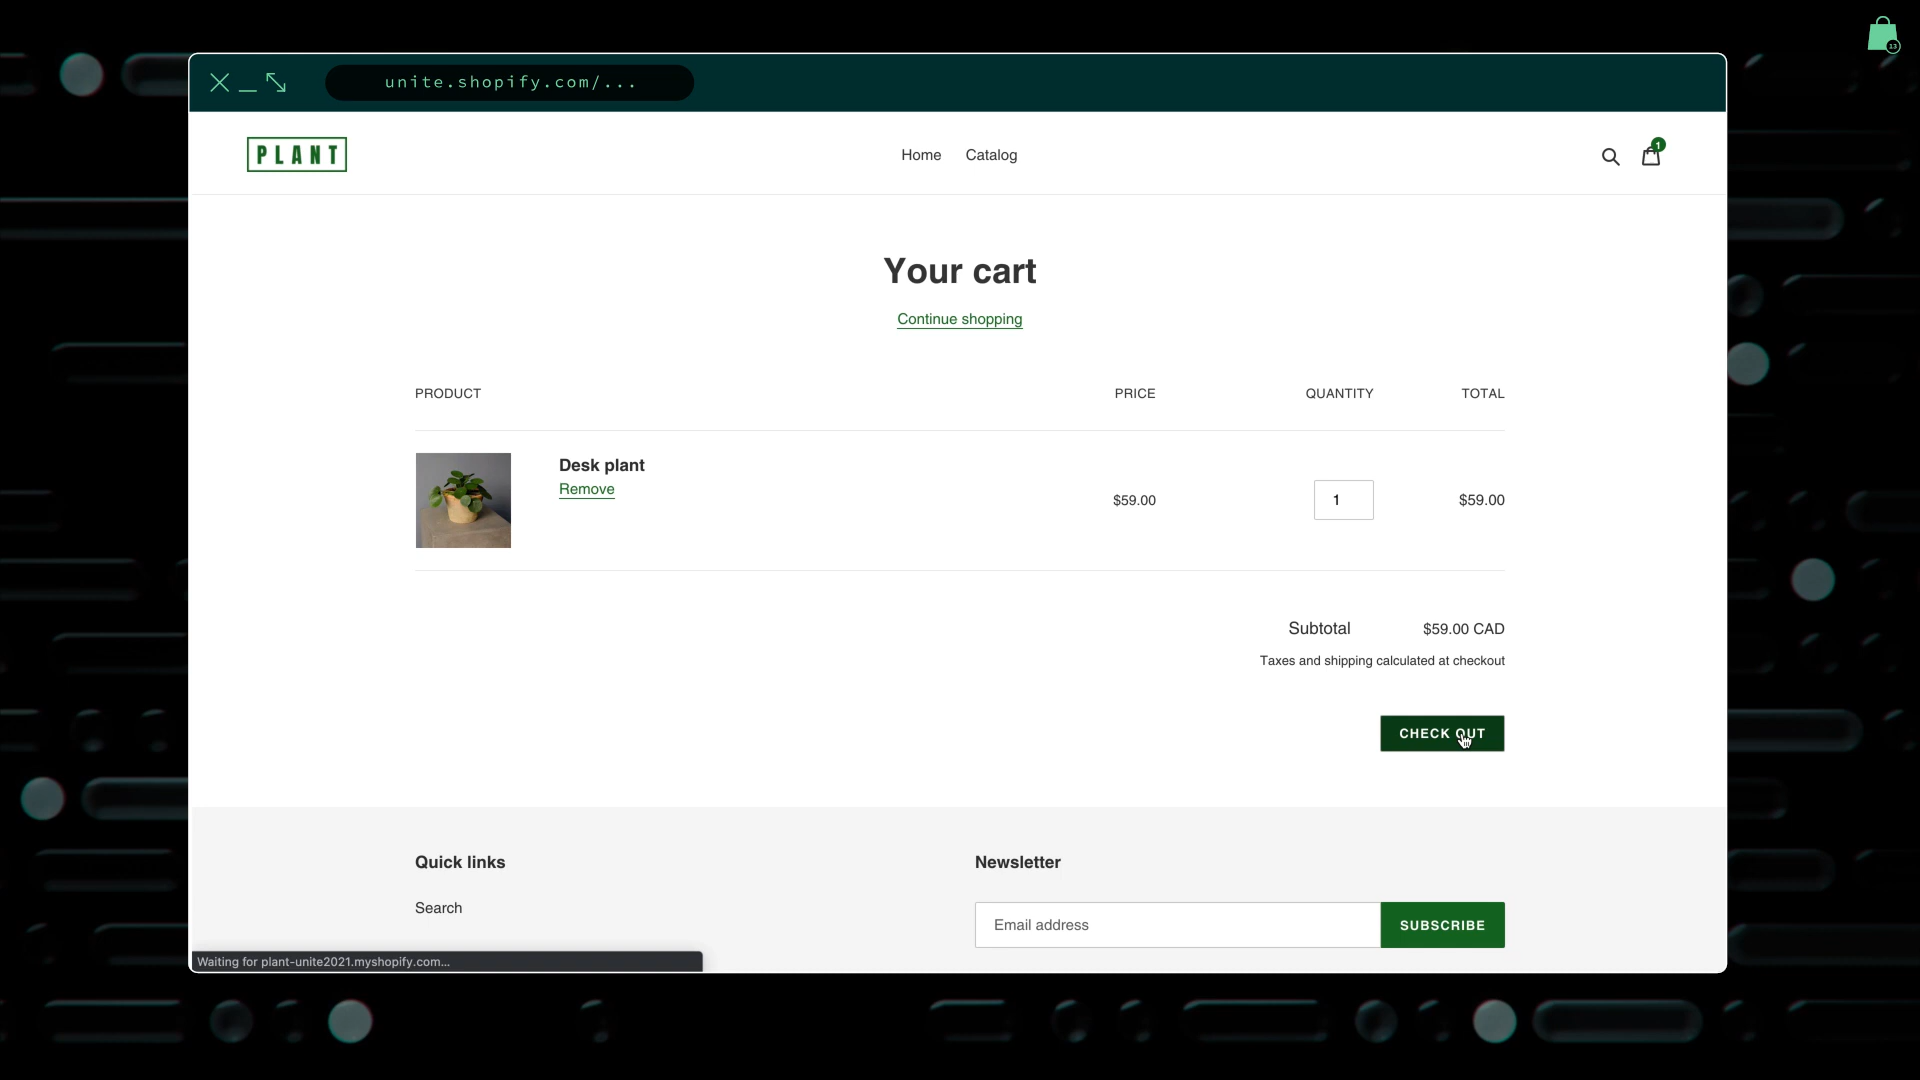 13
unite.shopify.com/...
PLANT
Home
Catalog
1
Your cart
Continue shopping
PRODUCT
PRICE
QUANTITY
TOTAL
Desk plant
Remove
$59.00
1
$59.00
Subtotal
$59.00 CAD
Taxes and shipping calculated at checkout
CHECK OUT
Quick links
Newsletter
Search
Email address
SUBSCRIBE
Waiting for plant-unite2021.myshopify.com...